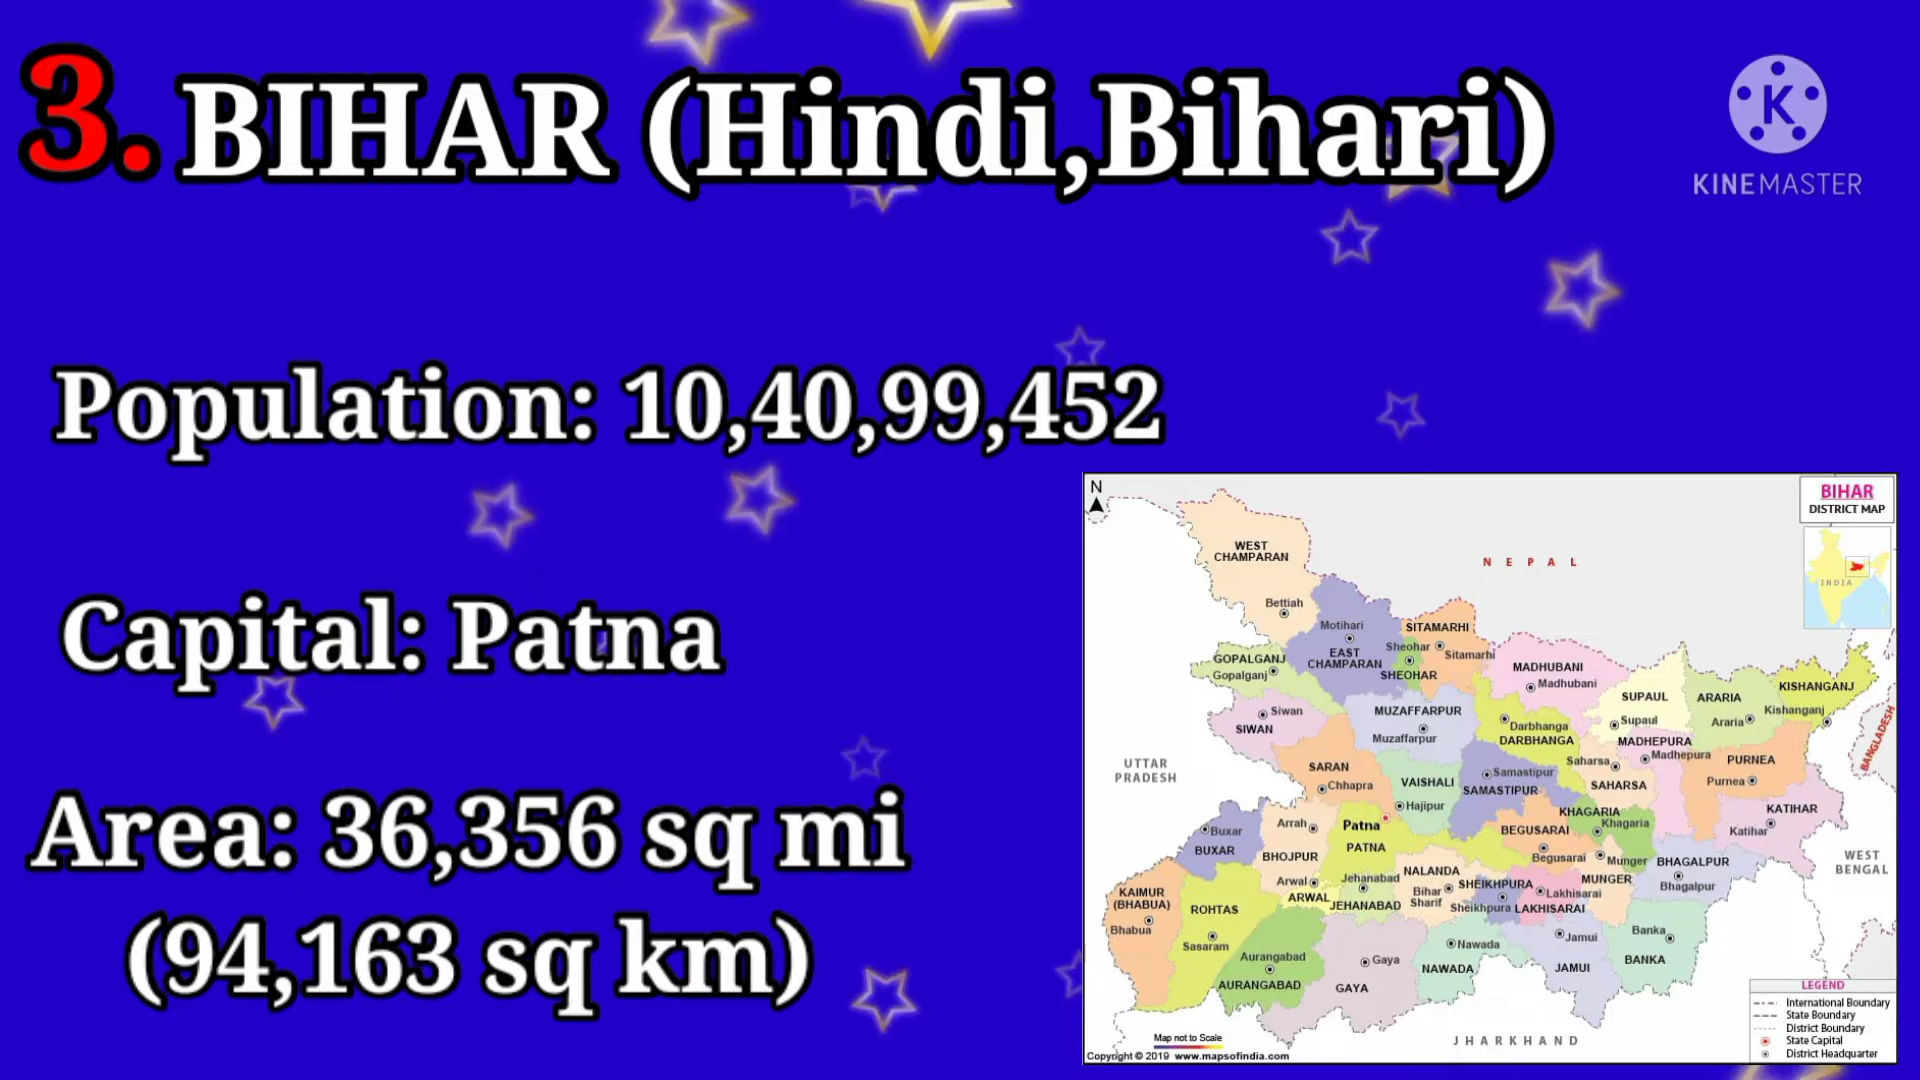 3. BIHAR (Hindi,Bihari)
KINEMASTER
Population: 10,40,99,452
Capital: Patna
Area: 36,356 sq mi
(94,163 sq km)
N
BIHAR
DISTRICT MAP
INDIA
NEPAL
WEST
CHAMPARAN
Bettiah
Motihari
EAST
CHAMPARAN
SITAMARHI
Sitamarhi
Sheohar
SHEOHAR
GOPALGANJ
Gopalganj
MADHUBANI
Madhubani
SUPAUL
Supaul
ARARIA
Araria
KISHANGANJ
Kishanganj
Siwan
SIWAN
MUZAFFARPUR
Muzaffarpur
Darbhanga
DARBHANGA
MADHEPURA
Madhepura
BANGLADESH
UTTAR
PRADESH
SARAN
Chhapra
VAISHALI
Hajipur
Samastipur
SAMASTIPUR
Saharsa
SAHARSA
PURNEA
Purnea
KATIHAR
Katihar
Buxar
BUXAR
Arrah
BHOJPUR
Patna
PATNA
BEGUSARAI
Begusarai
KHAGARIA
Khagaria
Munger
MUNGER
BHAGALPUR
Bhagalpur
WEST
BENGAL
KAIMUR
(BHABUA)
Bhabua
ROHTAS
Sasaram
Arwal
ARWAL
Jehanabad
JEHANABAD
NALANDA
Bihar
Sharif
SHEIKHPURA
Sheikhpura
Lakhisarai
LAKHISARAI
Aurangabad
AURANGABAD
Gaya
GAYA
Nawada
NAWADA
Jamui
JAMUI
Banka
BANKA
JHARKHAND
LEGEND
International Boundary
State Boundary
District Boundary
State Capital
District Headquarter
Map not to Scale
Copyright © 2019 www.mapsofindia.com